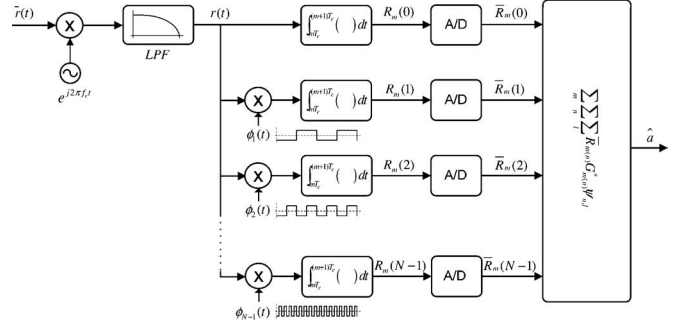 r̄(t)
X
e^{j2πf_c t}
LPF
r(t)
∫_{mT_c}^{(m+1)T_c} ( ) dt
R_m(0)
A/D
R̄_m(0)
X
ϕ_1(t)
∫_{mT_c}^{(m+1)T_c} ( ) dt
R_m(1)
A/D
R̄_m(1)
X
ϕ_2(t)
∫_{mT_c}^{(m+1)T_c} ( ) dt
R_m(2)
A/D
R̄_m(2)
X
ϕ_{N-1}(t)
∫_{mT_c}^{(m+1)T_c} ( ) dt
R_m(N-1)
A/D
R̄_m(N-1)
∑_m ∑_n ∑_l R̄_{m(n)} G*_{m(n)} ψ_{n,l}
â